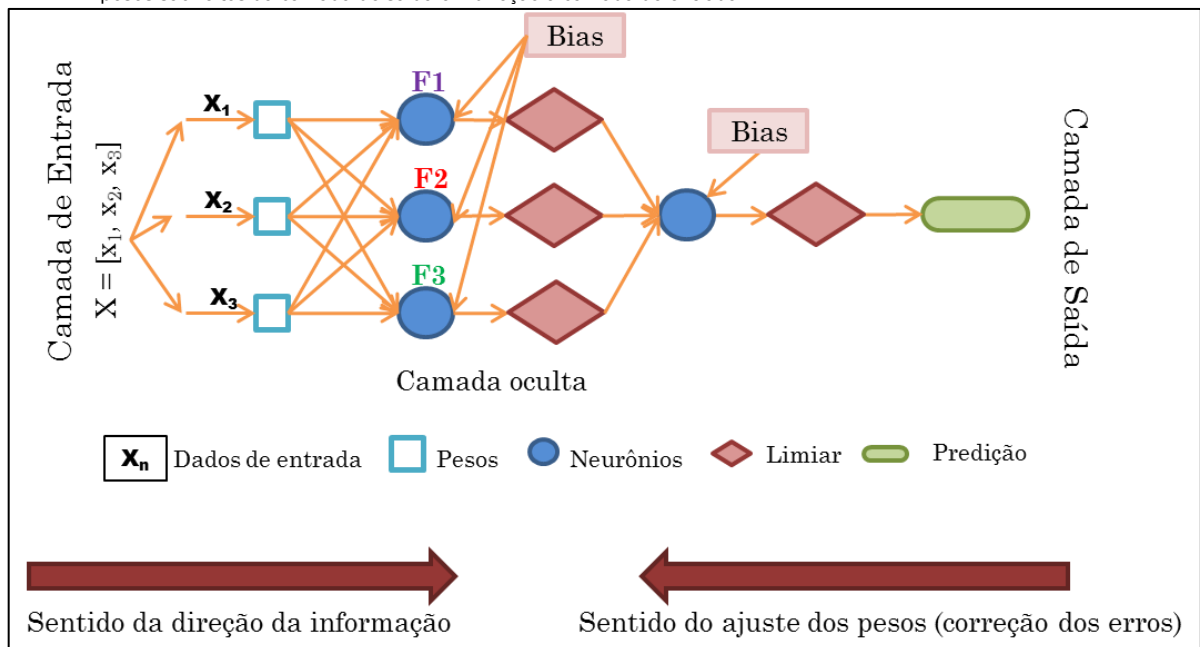 Camada de Entrada
X = [x₁, x₂, x₃]
X₁
X₂
X₃
F1
F2
F3
Bias
Bias
Camada oculta
Camada de Saída
Xₙ Dados de entrada
Pesos
Neurônios
Limiar
Predição
Sentido da direção da informação
Sentido do ajuste dos pesos (correção dos erros)